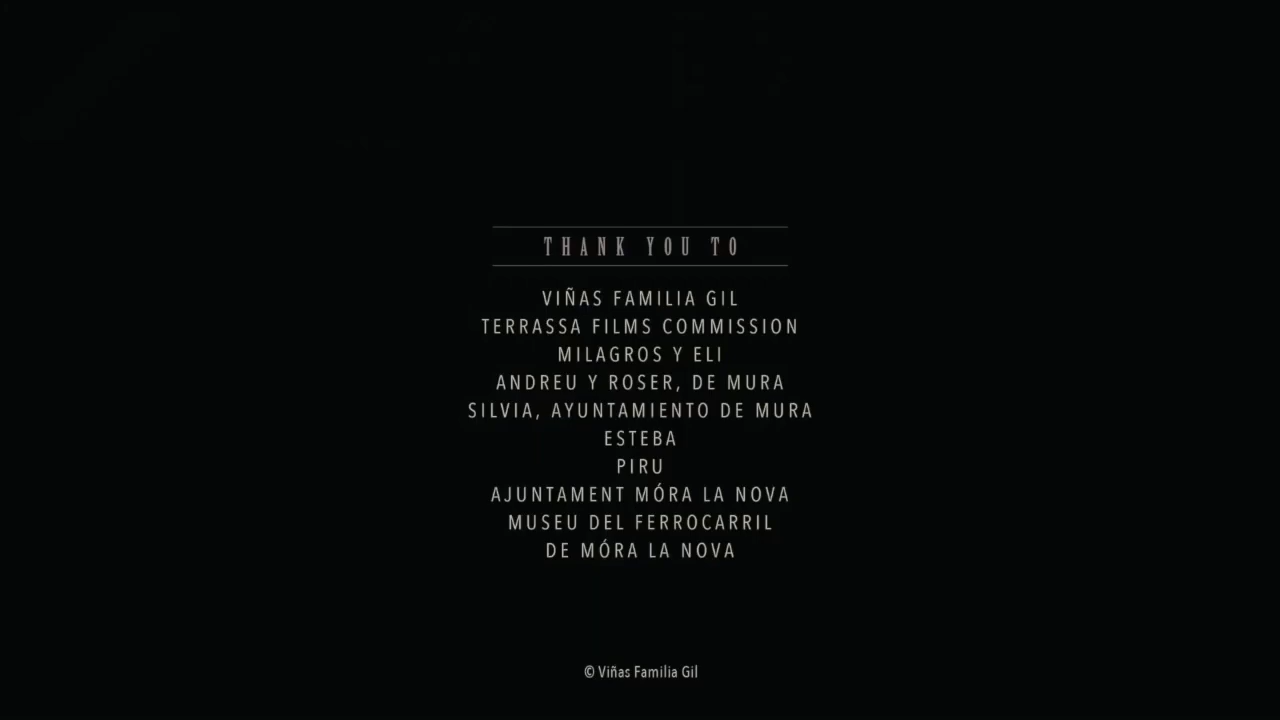 THANK YOU TO
VIÑAS FAMILIA GIL
TERRASSA FILMS COMMISSION
MILAGROS Y ELI
ANDREU Y ROSER, DE MURA
SILVIA, AYUNTAMIENTO DE MURA
ESTEBA
PIRU
AJUNTAMENT MÓRA LA NOVA
MUSEU DEL FERROCARRIL
DE MÓRA LA NOVA
© Viñas Familia Gil